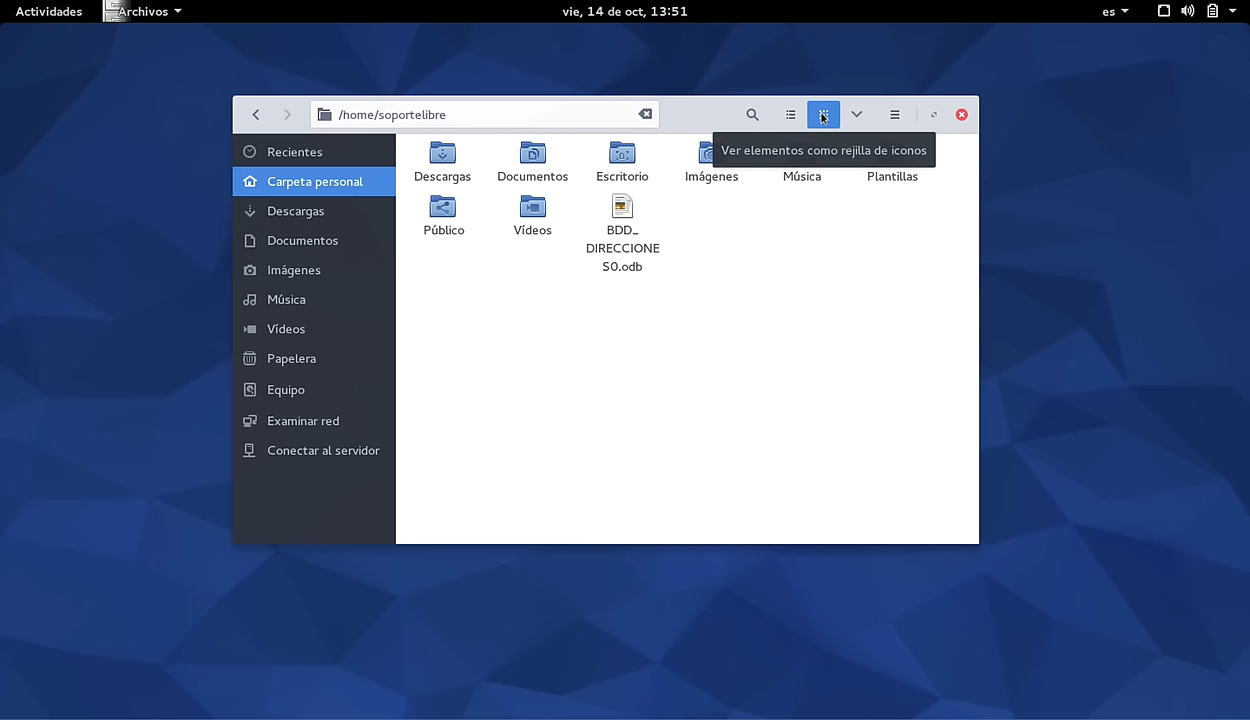 Actividades
Archivos
vie, 14 de oct, 13:51
es
/home/soportelibre
Ver elementos como rejilla de iconos
Recientes
Carpeta personal
Descargas
Documentos
Imágenes
Música
Vídeos
Papelera
Equipo
Examinar red
Conectar al servidor
Descargas
Documentos
Escritorio
Imágenes
Música
Plantillas
Público
Vídeos
BDD_
DIRECCIONE
S0.odb